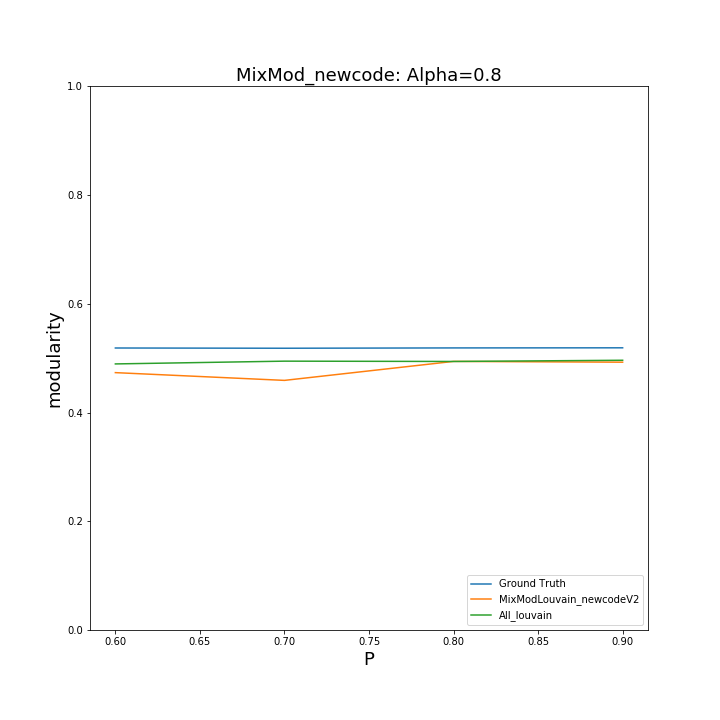 MixMod_newcode: Alpha=0.8
1.0
0.8
0.6
0.4
0.2
0.0
modularity
0.60 0.65 0.70 0.75 0.80 0.85 0.90
P
Ground Truth
MixModLouvain_newcodeV2
All_louvain